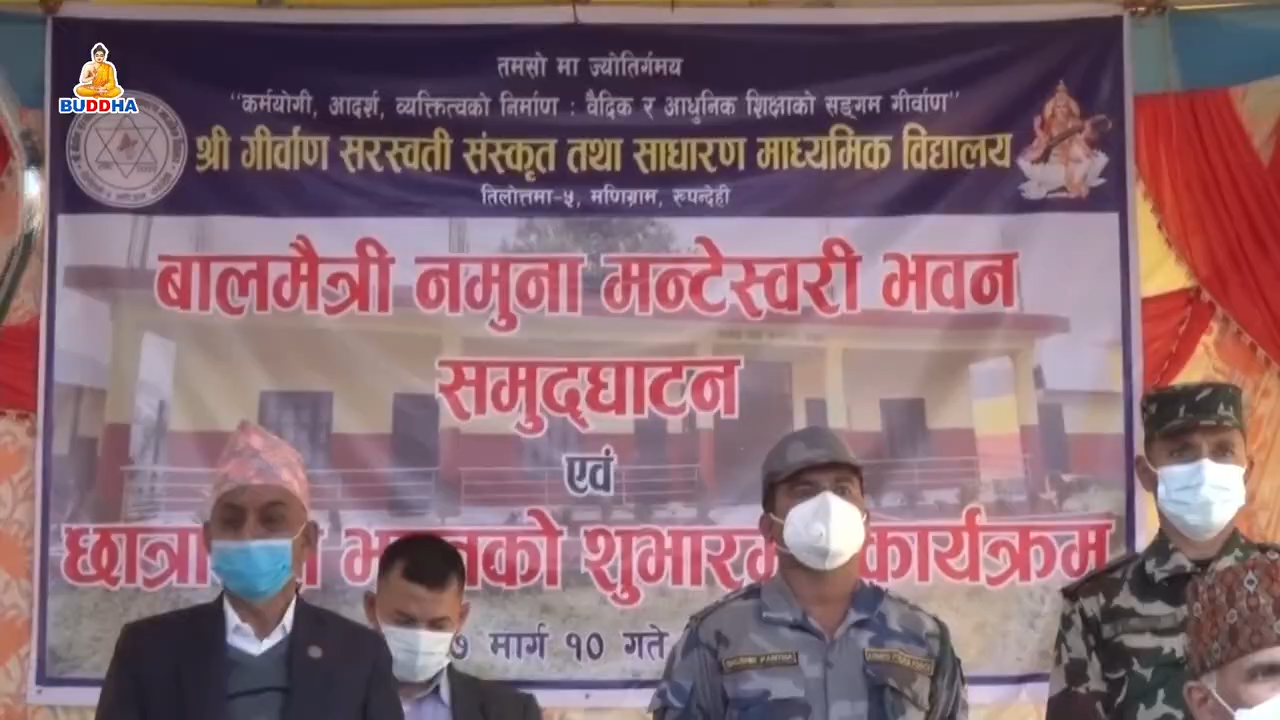 BUDDHA
तमसो मा ज्योतिर्गमय
"कर्मयोगी, आदर्श, व्यक्तित्वको निर्माण : वैदिक र आधुनिक शिक्षाको सङ्गम गीर्वाण"
श्री गीर्वाण सरस्वती संस्कृत तथा साधारण माध्यमिक विद्यालय
तिलोत्तमा-५, मणिग्राम, रुपन्देही
बालमैत्री नमुना मन्टेस्वरी भवन
समुद्घाटन
एवं
शुभारम्भ कार्यक्रम
७ मार्ग १० गते